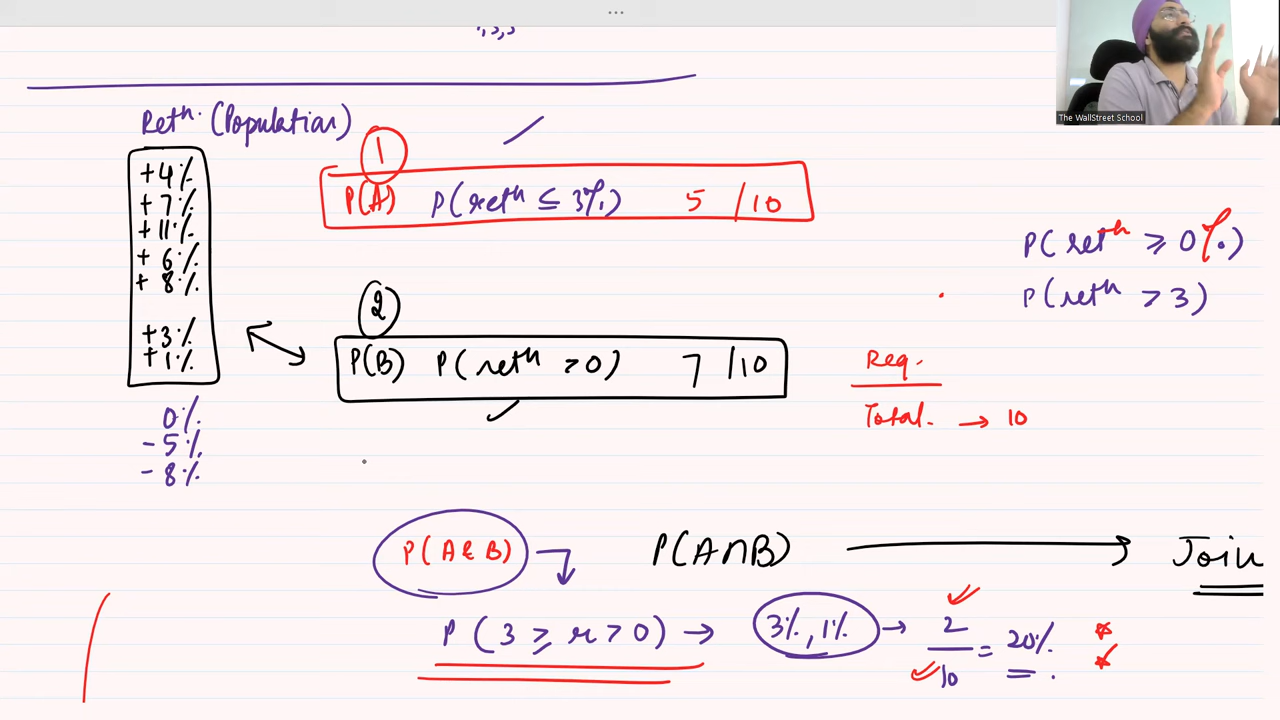 The WallStreet School
Retn. (Population)
+4%
+7%
+11%
+6%
+8%
+3%
+1%
0%
-5%
-8%
1
P(A) P(retn ≤ 3%) 5 /10
2
P(B) P(retn >0) 7 /10
P(retn ≥ 0%)
P(retn > 3)
Req.
Total. → 10
P(A & B) P(A∩B) Join
P (3 ≥ r > 0) → 3%, 1% → 2/10 = 20%.